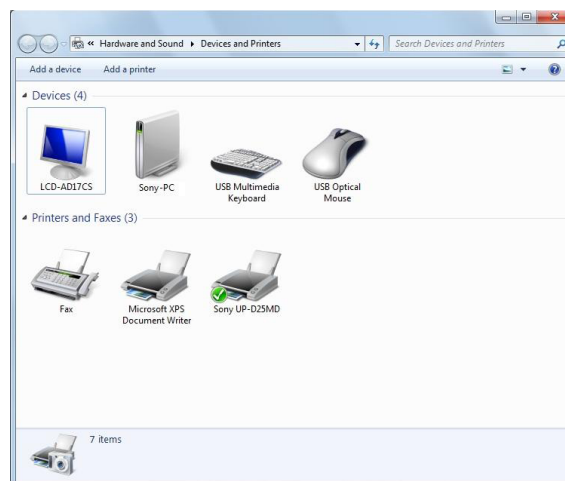 « Hardware and Sound ▸ Devices and Printers
Search Devices and Printers
Add a device Add a printer
Devices (4)
LCD-AD17CS
Sony-PC
USB Multimedia
Keyboard
USB Optical
Mouse
Printers and Faxes (3)
Fax
Microsoft XPS
Document Writer
Sony UP-D25MD
7 items